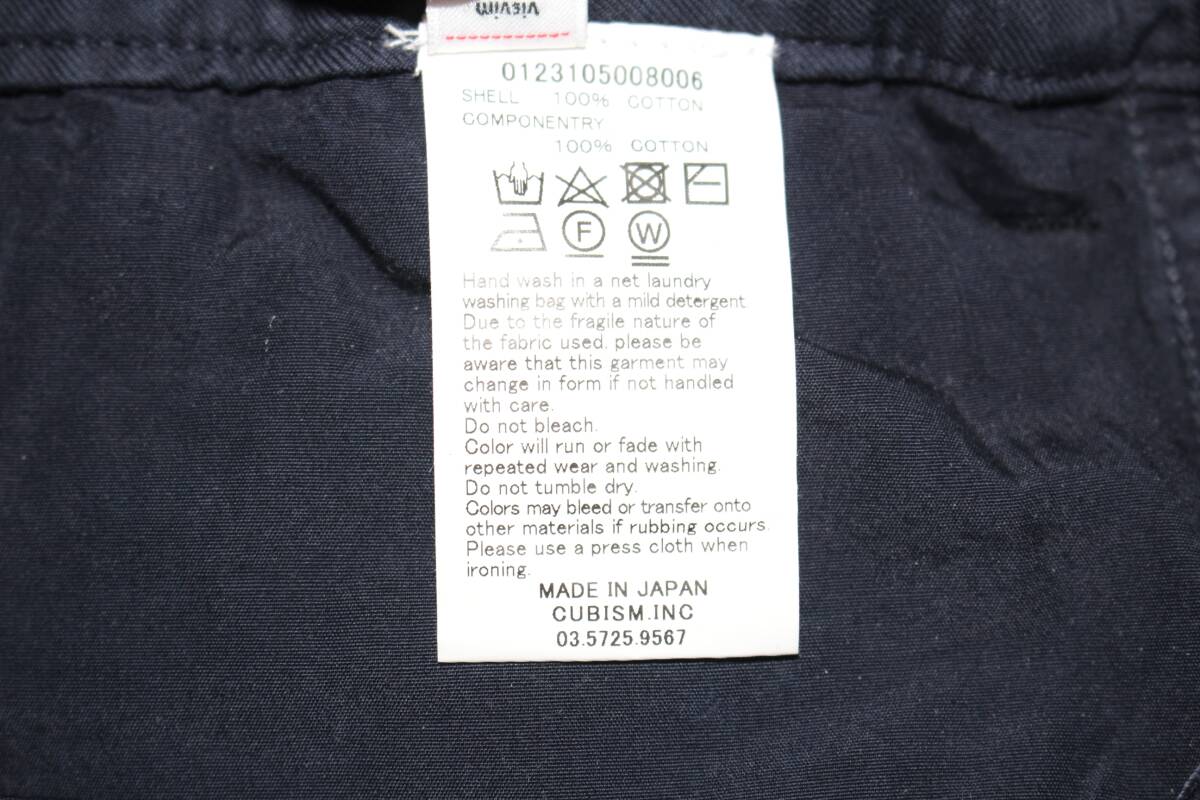 visvim
0123105008006
SHELL 100% COTTON
COMPONENTRY
100% COTTON
F W
Hand wash in a net laundry
washing bag with a mild detergent.
Due to the fragile nature of
the fabric used. please be
aware that this garment may
change in form if not handled
with care.
Do not bleach.
Color will run or fade with
repeated wear and washing.
Do not tumble dry.
Colors may bleed or transfer onto
other materials if rubbing occurs.
Please use a press cloth when
ironing.
MADE IN JAPAN
CUBISM.INC
03.5725.9567